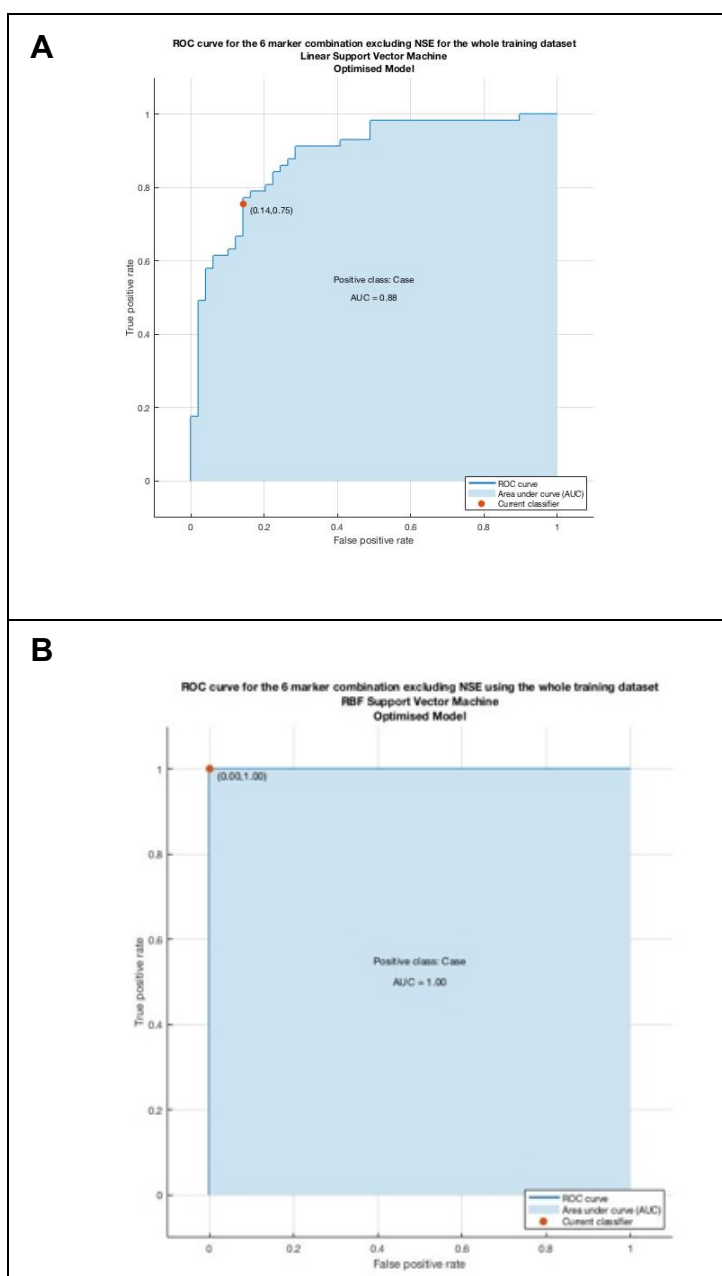 A
ROC curve for the 6 marker combination excluding NSE for the whole training dataset
Linear Support Vector Machine
Optimised Model
1
0.8
(0.14,0.75)
0.6
Positive class: Case
AUC = 0.88
True positive rate
0.4
0.2
0
ROC curve
Area under curve (AUC)
Current classifier
0 0.2 0.4 0.6 0.8 1
False positive rate
B
ROC curve for the 6 marker combination excluding NSE using the whole training dataset
RBF Support Vector Machine
Optimised Model
1
(0.00,1.00)
0.8
0.6
Positive class: Case
AUC = 1.00
True positive rate
0.4
0.2
0
ROC curve
Area under curve (AUC)
Current classifier
0 0.2 0.4 0.6 0.8 1
False positive rate